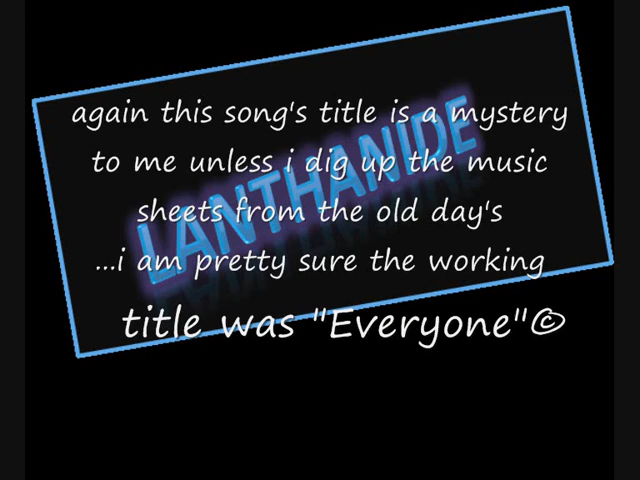 again this song's title is a mystery
to me unless i dig up the music
sheets from the old day's
...i am pretty sure the working
title was "Everyone"©
LANTHANIDE